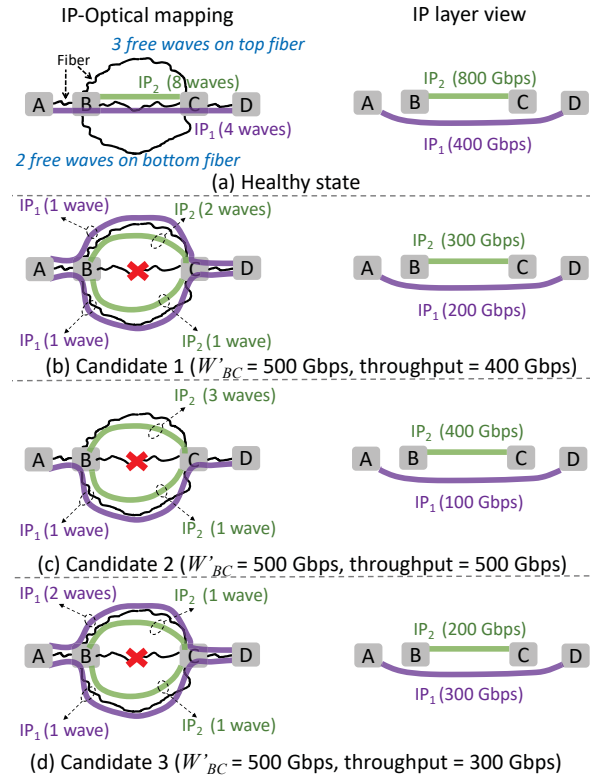 IP-Optical mapping
IP layer view
3 free waves on top fiber
Fiber
IP₂ (8 waves)
A B C D
IP₁ (4 waves)
2 free waves on bottom fiber
IP₂ (800 Gbps)
A B C D
IP₁ (400 Gbps)
(a) Healthy state
IP₁ (1 wave)
IP₂ (2 waves)
A B C D
IP₁ (1 wave)
IP₂ (1 wave)
IP₂ (300 Gbps)
A B C D
IP₁ (200 Gbps)
(b) Candidate 1 (W'BC = 500 Gbps, throughput = 400 Gbps)
IP₂ (3 waves)
A B C D
IP₁ (1 wave)
IP₂ (1 wave)
IP₂ (400 Gbps)
A B C D
IP₁ (100 Gbps)
(c) Candidate 2 (W'BC = 500 Gbps, throughput = 500 Gbps)
IP₁ (2 waves)
IP₂ (1 wave)
A B C D
IP₁ (1 wave)
IP₂ (1 wave)
IP₂ (200 Gbps)
A B C D
IP₁ (300 Gbps)
(d) Candidate 3 (W'BC = 500 Gbps, throughput = 300 Gbps)